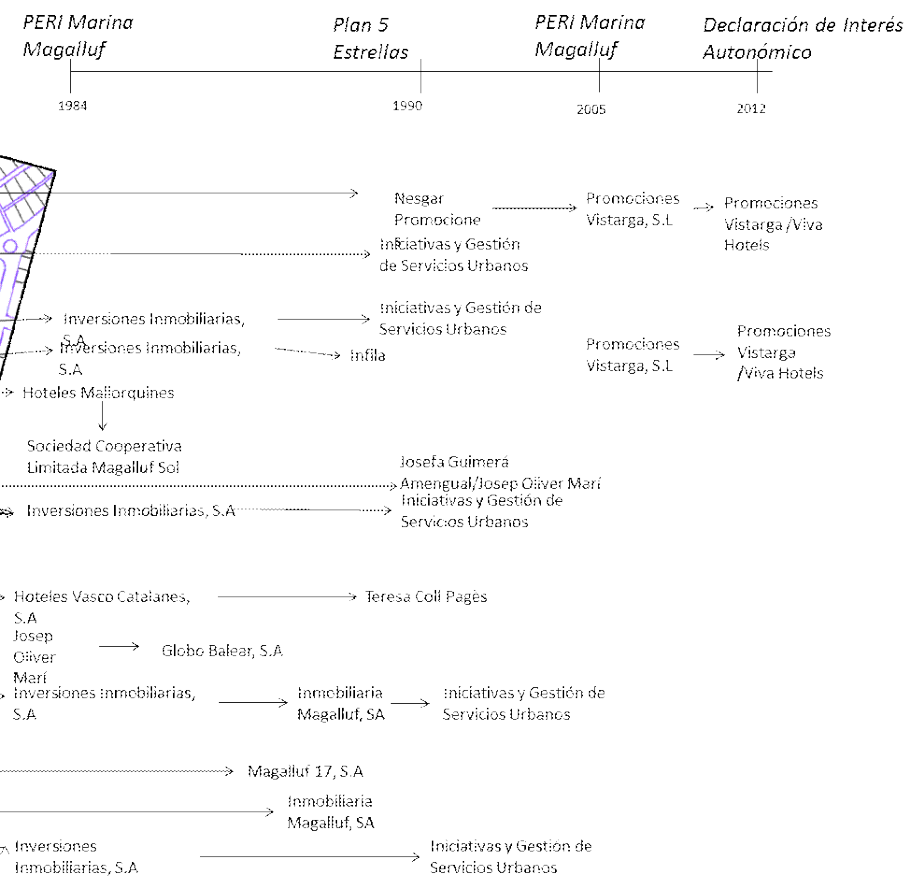 PERI Marina
Magalluf
Plan 5
Estrellas
PERI Marina
Magalluf
Declaración de Interés
Autonómico
1984
1990
2005
2012
Nesgar
Promocione
s
Promociones
Vistarga, S.L
Promociones
Vistarga /Viva
Hotels
Iniciativas y Gestión
de Servicios Urbanos
Inversiones Inmobiliarias,
S.A
Iniciativas y Gestión de
Servicios Urbanos
Inversiones Inmobiliarias,
S.A
Infila
Promociones
Vistarga, S.L
Promociones
Vistarga
/Viva Hotels
Hoteles Mallorquines
Sociedad Cooperativa
Limitada Magalluf Sol
Josefa Guimerá
Amengual/Josep Oliver Marí
Inversiones Inmobiliarias, S.A
Iniciativas y Gestión de
Servicios Urbanos
Hoteles Vasco Catalanes,
S.A
Teresa Coll Pagès
Josep
Oliver
Marí
Globo Balear, S.A
Inversiones Inmobiliarias,
S.A
Inmobiliaria
Magalluf, SA
Iniciativas y Gestión de
Servicios Urbanos
Magalluf 17, S.A
Inmobiliaria
Magalluf, SA
Inversiones
Inmobiliarias, S.A
Iniciativas y Gestión de
Servicios Urbanos